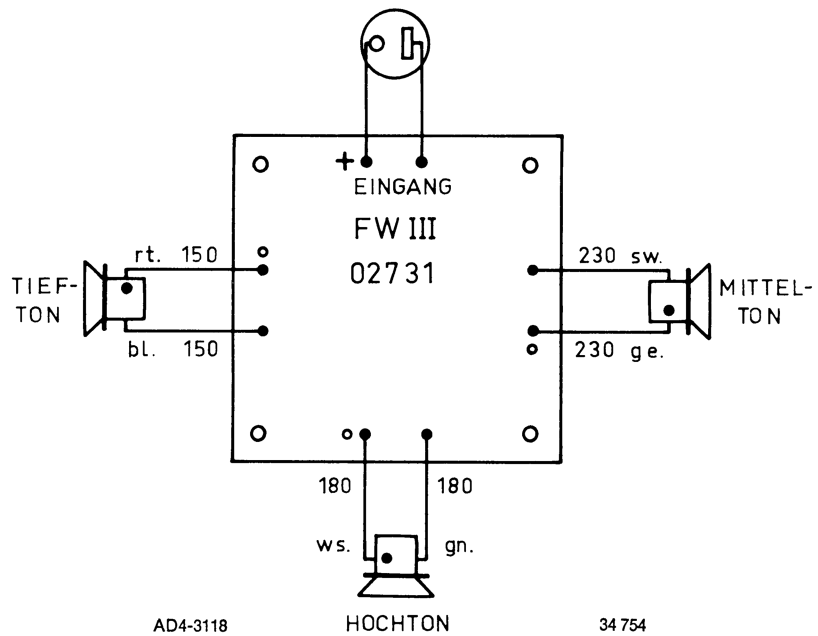 +
EINGANG
FW III
02731
rt. 150
TIEF-
TON
bl. 150
230 sw.
MITTEL-
TON
230 ge.
180 180
ws. gn.
AD4-3118 HOCHTON 34 754